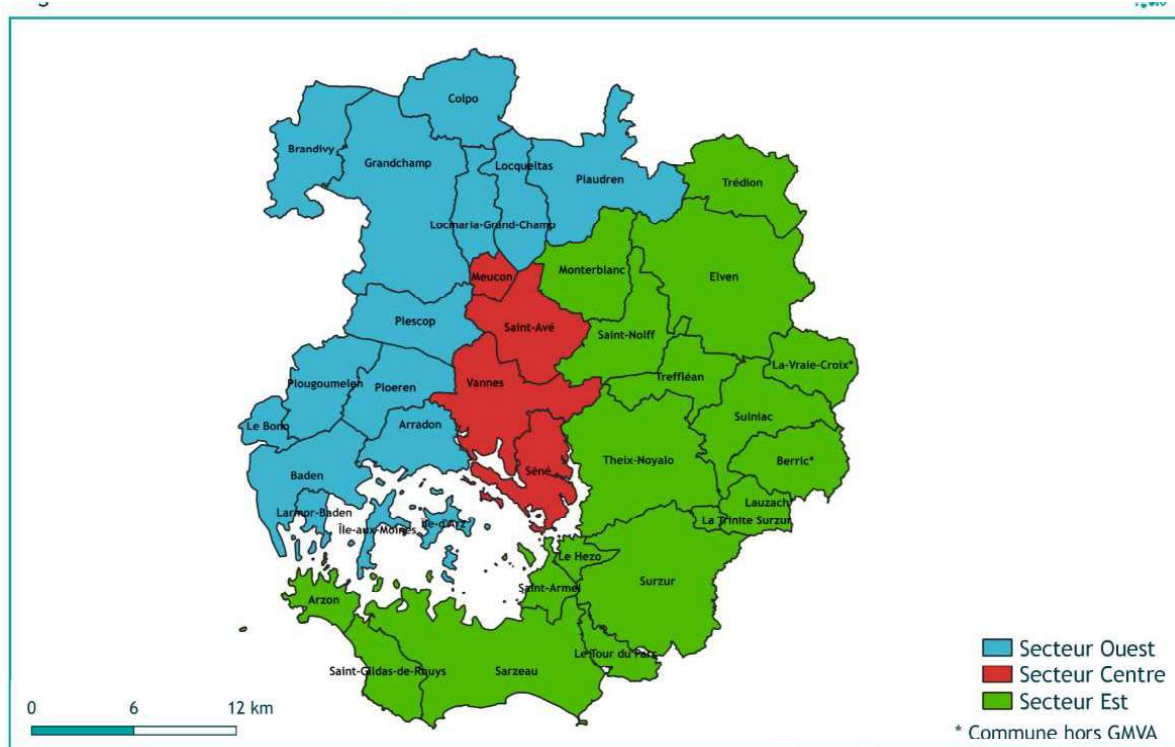 Colpo
Brandivy
Grandchamp
Locqueltas
Plaudren
Trédion
Locmaria-Grand-Champ
Meucon
Monterblanc
Elven
Plescop
Saint-Avé
Saint-Nolff
La-Vraie-Croix*
Plougoumelen
Ploeren
Vannes
Treffléan
Le Bono
Arradon
Sulniac
Baden
Séné
Theix-Noyalo
Berric*
Larmor-Baden
Île-aux-Moines
Île-d'Arz
Lauzach
La Trinite Surzur
Le Hezo
Saint-Armel
Surzur
Arzon
Le Tour du Parc
Saint-Gildas-de-Rhuys
Sarzeau
Secteur Ouest
Secteur Centre
Secteur Est
* Commune hors GMVA
0 6 12 km